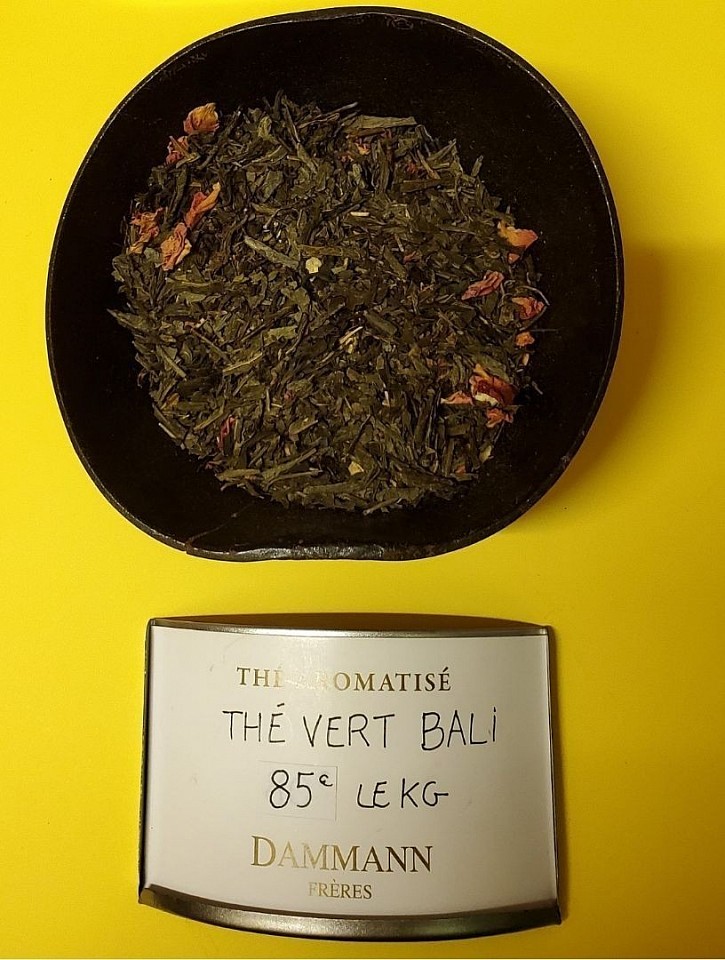 THÉ AROMATISÉ
THÉ VERT BALI
85€ LE KG
DAMMANN
FRÈRES